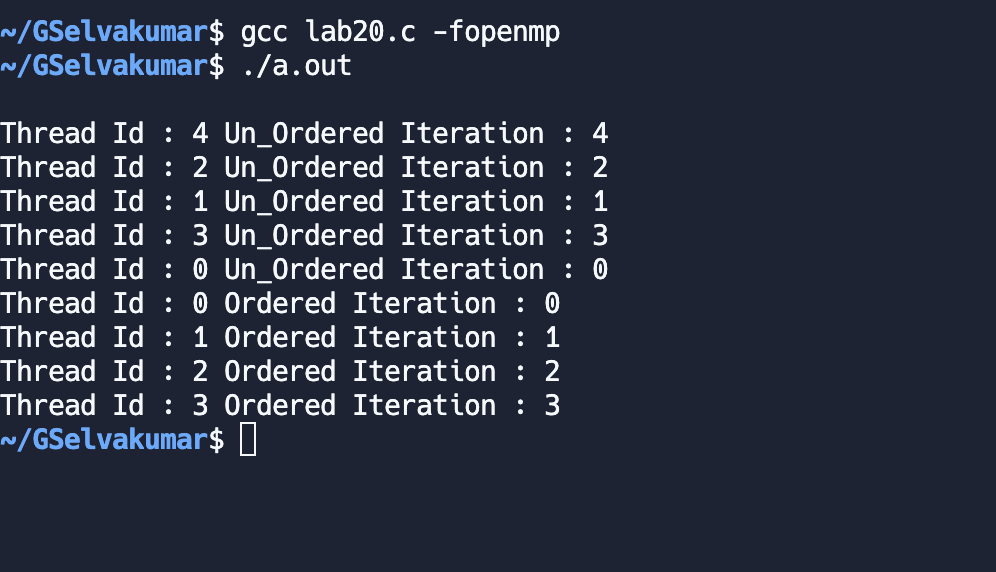 ~/GSelvakumar$ gcc lab20.c -fopenmp
~/GSelvakumar$ ./a.out
Thread Id : 4 Un_Ordered Iteration : 4
Thread Id : 2 Un_Ordered Iteration : 2
Thread Id : 1 Un_Ordered Iteration : 1
Thread Id : 3 Un_Ordered Iteration : 3
Thread Id : 0 Un_Ordered Iteration : 0
Thread Id : 0 Ordered Iteration : 0
Thread Id : 1 Ordered Iteration : 1
Thread Id : 2 Ordered Iteration : 2
Thread Id : 3 Ordered Iteration : 3
~/GSelvakumar$